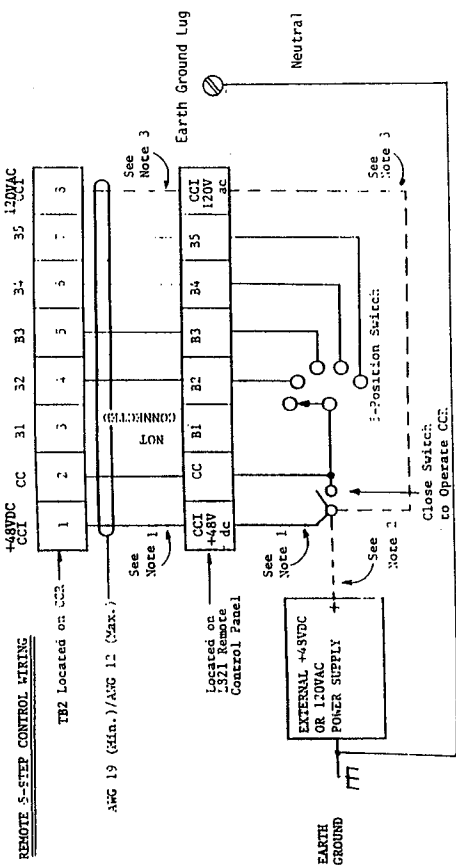 REMOTE 5-STEP CONTROL WIRING
+48VDC
CCI
CC
B1
B2
B3
B4
B5
120VAC
CCI
1
2
3
4
5
6
7
8
TB2 Located on CCR
AWG 19 (Min.)/AWG 12 (Max.)
See
Note 1
NOT
CONNECTED
See
Note 3
Earth Ground Lug
Neutral
CCI
+48V
dc
CC
B1
B2
B3
B4
B5
CCI
120V
ac
Located on
L821 Remote
Control Panel
See
Note 1
5-Position Switch
See
Note 2
Close Switch
to Operate CCR
See
Note 3
EXTERNAL +48VDC
OR 120VAC
POWER SUPPLY
+
EARTH
GROUND